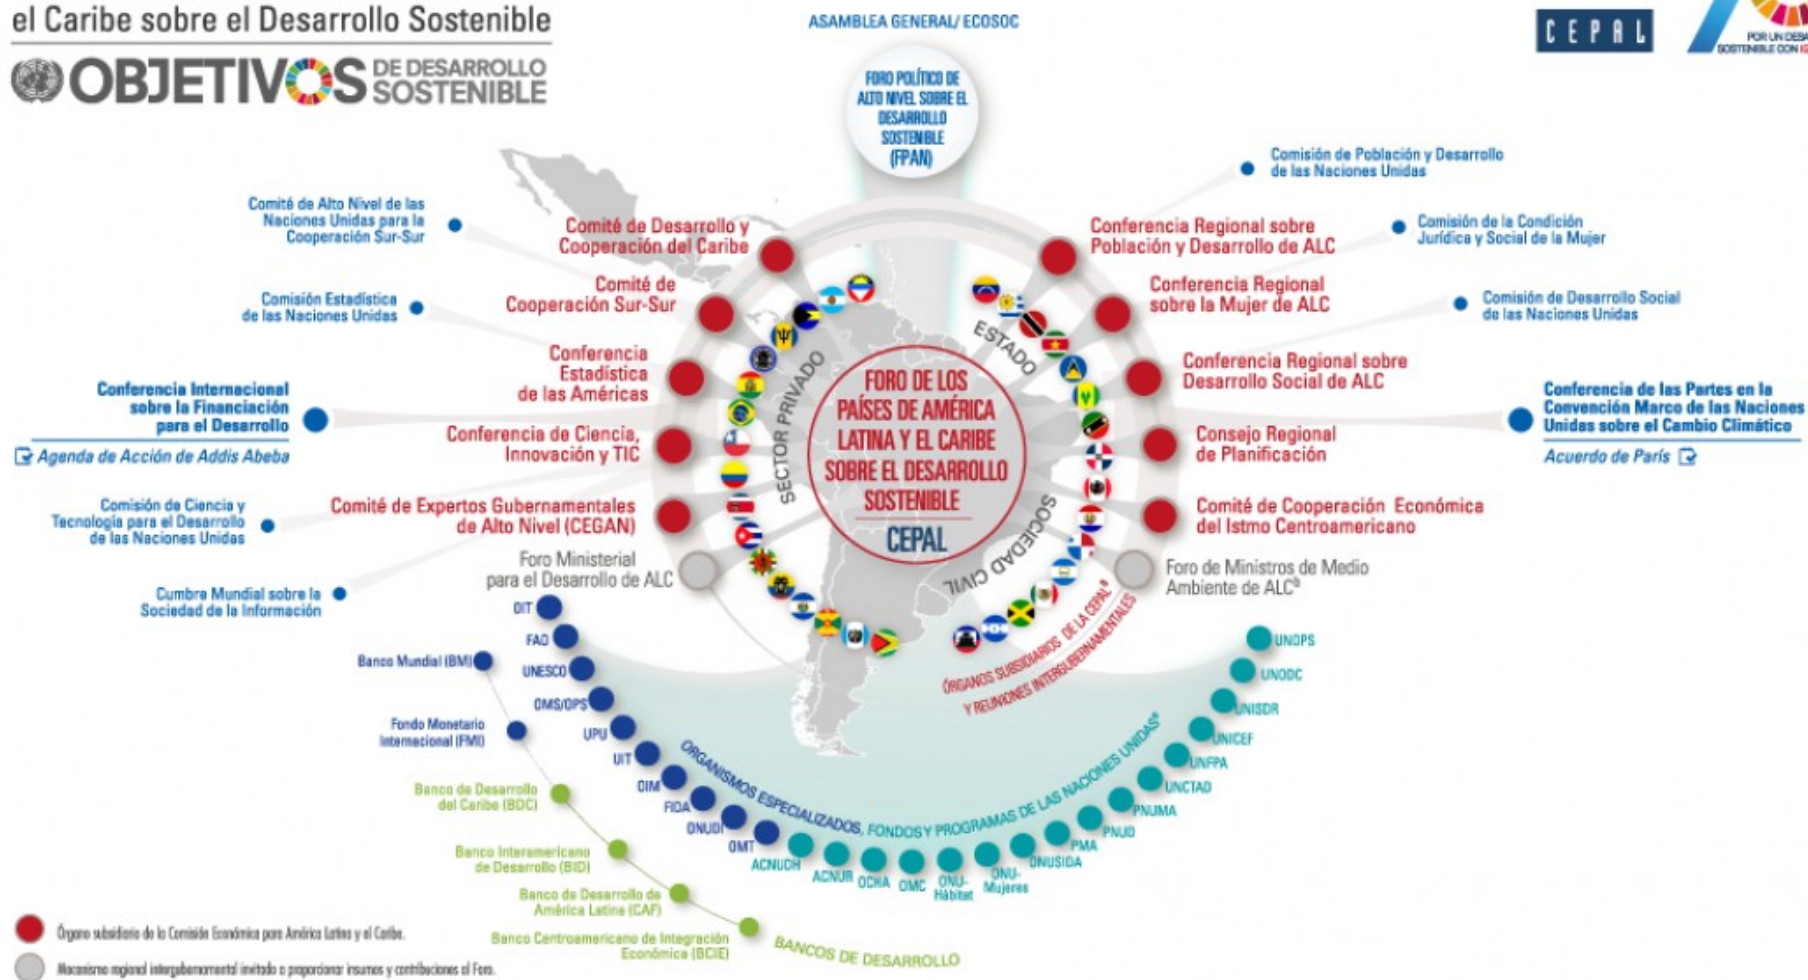 el Caribe sobre el Desarrollo Sostenible
OBJETIVOS DE DESARROLLO
SOSTENIBLE
ASAMBLEA GENERAL/ ECOSOC
FORO POLÍTICO DE
ALTO NIVEL SOBRE EL
DESARROLLO
SOSTENIBLE
(FPAN)
CEPAL
POR UN DESA
SOSTENIBLE CON
Comité de Alto Nivel de las
Naciones Unidas para la
Cooperación Sur-Sur
Comisión Estadística
de las Naciones Unidas
Conferencia Internacional
sobre la Financiación
para el Desarrollo
Agenda de Acción de Addis Abeba
Comisión de Ciencia y
Tecnología para el Desarrollo
de las Naciones Unidas
Cumbre Mundial sobre la
Sociedad de la Información
Comité de Desarrollo y
Cooperación del Caribe
Comité de
Cooperación Sur-Sur
Conferencia
Estadística
de las Américas
Conferencia de Ciencia,
Innovación y TIC
Comité de Expertos Gubernamentales
de Alto Nivel (CEGAN)
Foro Ministerial
para el Desarrollo de ALC
SECTOR PRIVADO
ESTADO
SOCIEDAD CIVIL
FORO DE LOS
PAÍSES DE AMÉRICA
LATINA Y EL CARIBE
SOBRE EL DESARROLLO
SOSTENIBLE
CEPAL
Conferencia Regional sobre
Población y Desarrollo de ALC
Conferencia Regional
sobre la Mujer de ALC
Conferencia Regional sobre
Desarrollo Social de ALC
Consejo Regional
de Planificación
Comité de Cooperación Económica
del Istmo Centroamericano
Foro de Ministros de Medio
Ambiente de ALC
Comisión de Población y Desarrollo
de las Naciones Unidas
Comisión de la Condición
Jurídica y Social de la Mujer
Comisión de Desarrollo Social
de las Naciones Unidas
Conferencia de las Partes en la
Convención Marco de las Naciones
Unidas sobre el Cambio Climático
Acuerdo de París
ÓRGANOS SUBSIDIARIOS DE LA CEPAL
Y REUNIONES INTERGUBERNAMENTALES
OIT
FAO
UNESCO
OMS/OPS
UPU
UIT
OIM
FIDA
ONUDI
OMT
ACNUDH
ACNUR
OCHA
OMC
ONU-
Hábitat
ONU-
Mujeres
ONUSIDA
PMA
PNUD
PNUMA
UNCTAD
UNFPA
UNICEF
UNISDR
UNODC
UNOPS
ORGANISMOS ESPECIALIZADOS, FONDOS Y PROGRAMAS DE LAS NACIONES UNIDAS
Banco Mundial (BM)
Fondo Monetario
Internacional (FMI)
Banco de Desarrollo
del Caribe (BDC)
Banco Interamericano
de Desarrollo (BID)
Banco de Desarrollo de
América Latina (CAF)
Banco Centroamericano de Integración
Económica (BCIE)
BANCOS DE DESARROLLO
Órgano subsidiario de la Comisión Económica para América Latina y el Caribe.
Mecanismo regional intergubernamental invitado a proporcionar insumos y contribuciones al Foro.